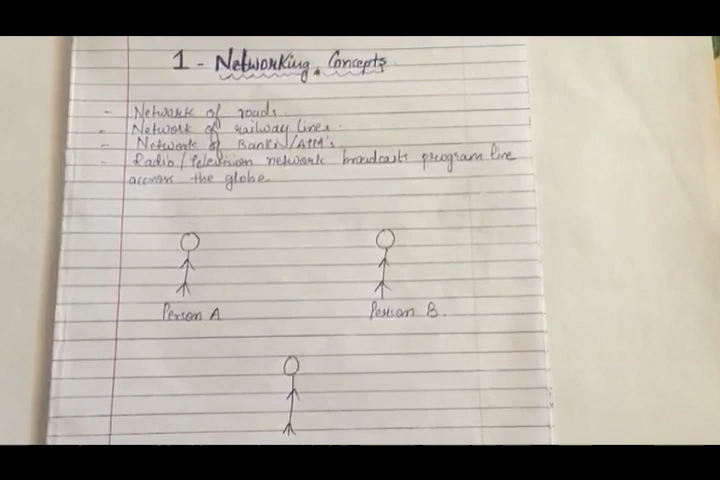 1 - Networking Concepts
- Network of roads.
- Network of railway lines.
- Network of Banks/ATM's.
- Radio/Television network broadcasts program live
across the globe.
Person A
Person B.